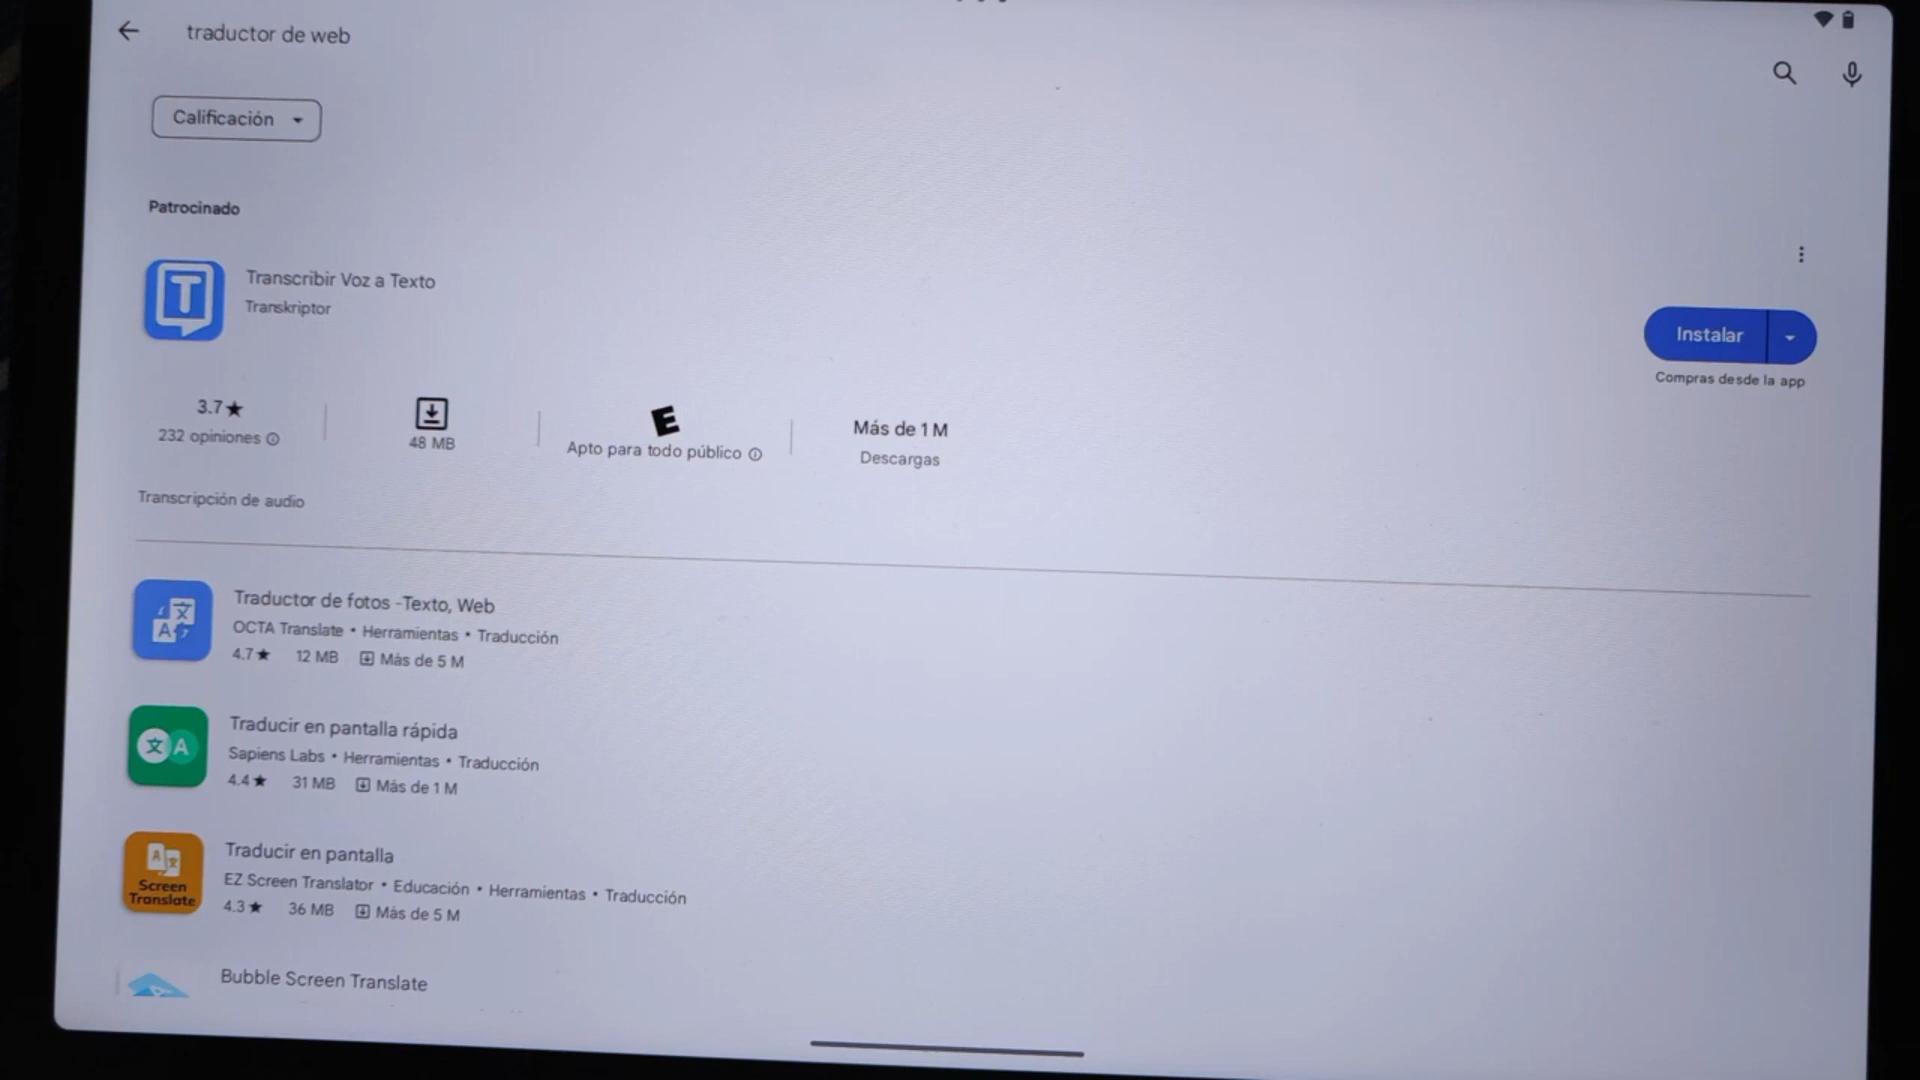 traductor de web
Calificación
Patrocinado
Transcribir Voz a Texto
Transkriptor
Instalar
Compras desde la app
3.7★
232 opiniones
48 MB
E
Apto para todo público
Más de 1 M
Descargas
Transcripción de audio
Traductor de fotos -Texto, Web
OCTA Translate • Herramientas • Traducción
4.7★ 12 MB Más de 5 M
Traducir en pantalla rápida
Sapiens Labs • Herramientas • Traducción
4.4★ 31 MB Más de 1 M
Screen
Translate
Traducir en pantalla
EZ Screen Translator • Educación • Herramientas • Traducción
4.3★ 36 MB Más de 5 M
Bubble Screen Translate